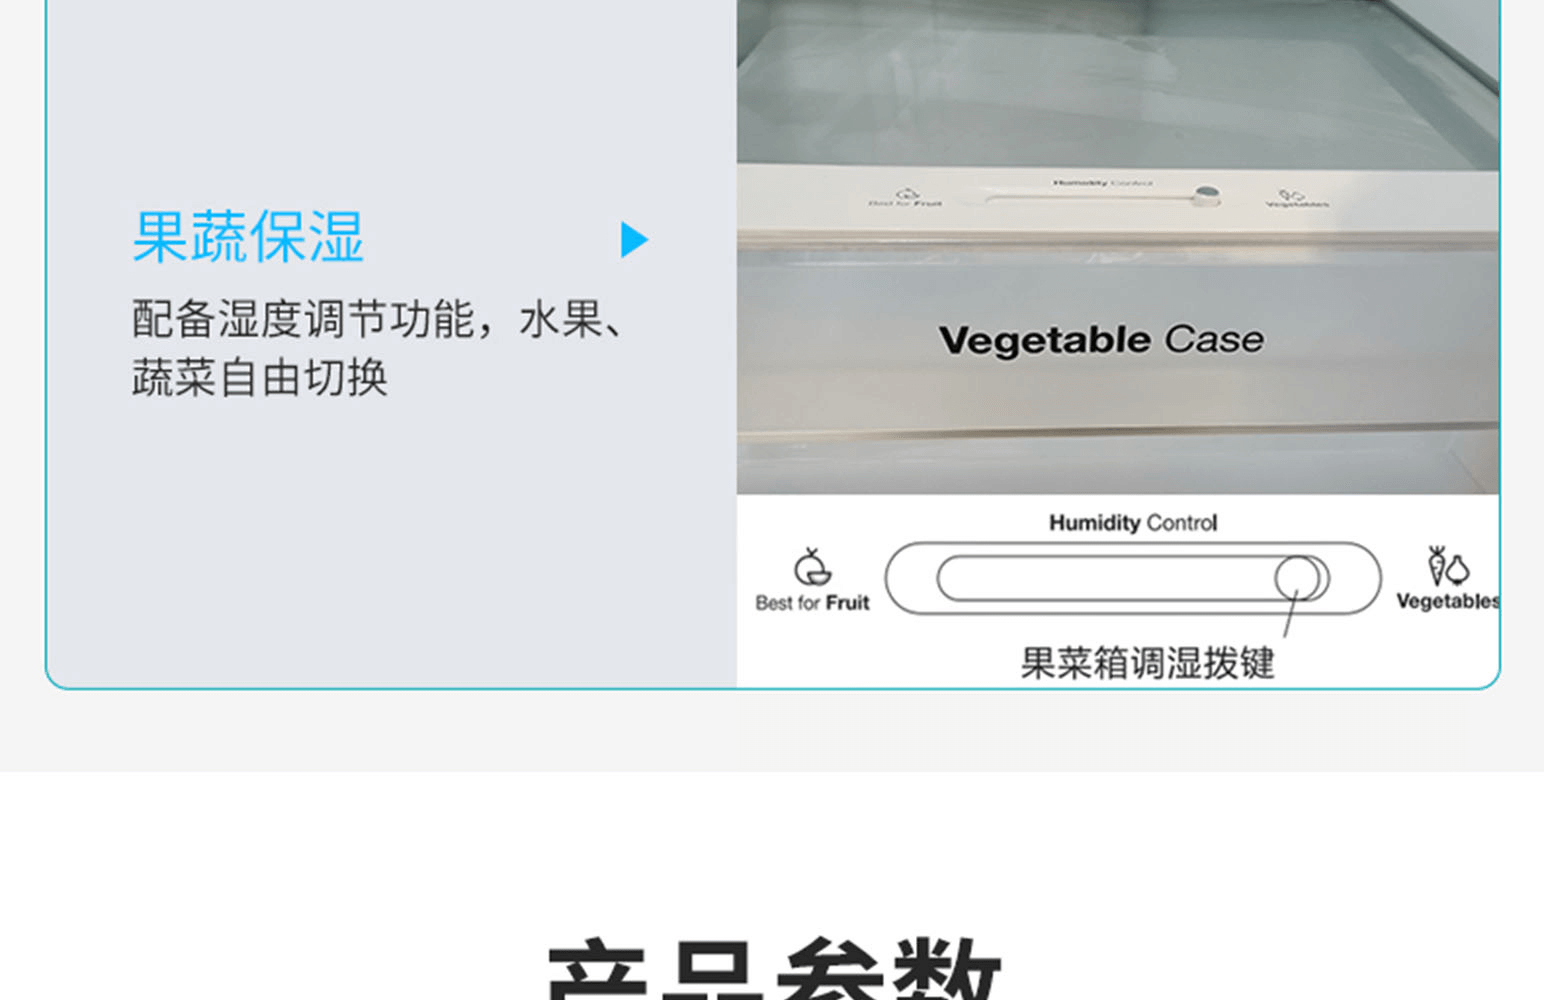 果蔬保湿
配备湿度调节功能，水果、
蔬菜自由切换
Humidity Control
Best for Fruit
Vegetables
Vegetable Case
Humidity Control
Best for Fruit
Vegetables
果菜箱调湿拨键
产品参数